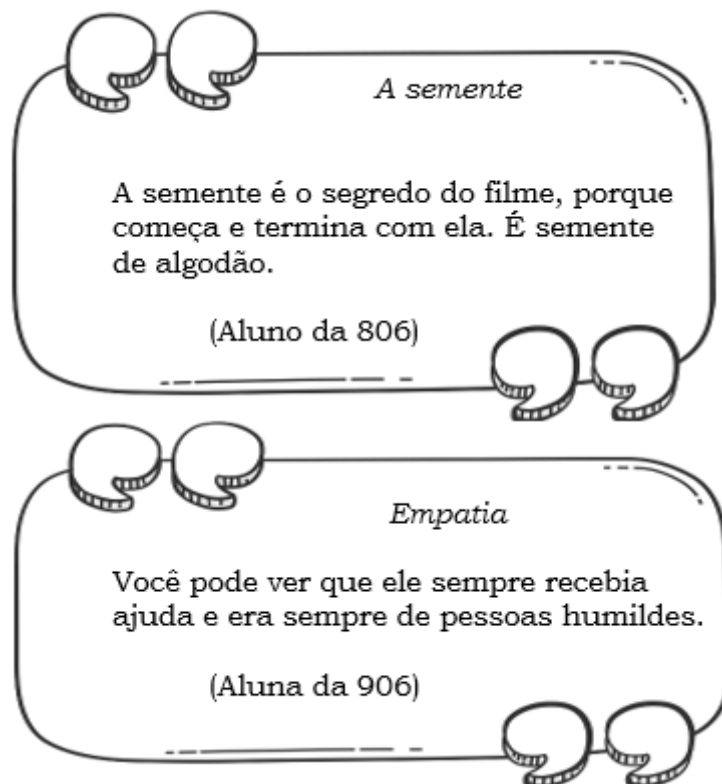 A semente
A semente é o segredo do filme, porque
começa e termina com ela. É semente
de algodão.
(Aluno da 806)
Empatia
Você pode ver que ele sempre recebia
ajuda e era sempre de pessoas humildes.
(Aluna da 906)